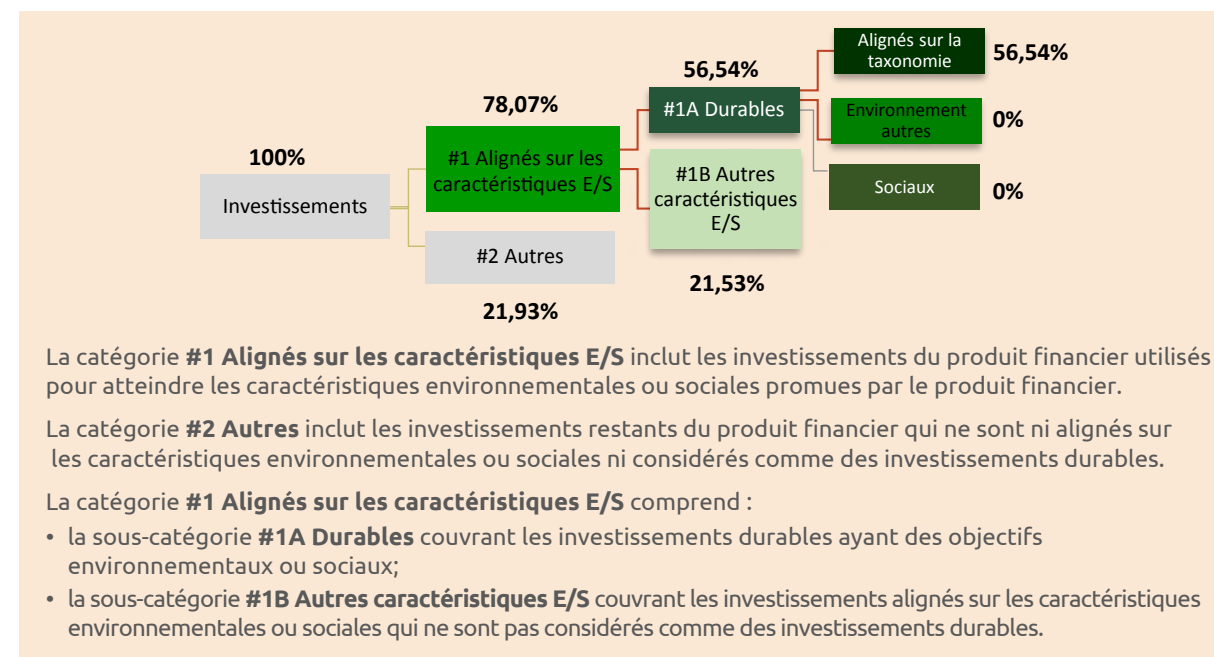 100%
Investissements
78,07%
#1 Alignés sur les
caractéristiques E/S
#2 Autres
21,93%
56,54%
#1A Durables
#1B Autres
caractéristiques
E/S
21,53%
Alignés sur la
taxonomie
56,54%
Environnement
autres
0%
Sociaux
0%
La catégorie #1 Alignés sur les caractéristiques E/S inclut les investissements du produit financier utilisés
pour atteindre les caractéristiques environnementales ou sociales promues par le produit financier.
La catégorie #2 Autres inclut les investissements restants du produit financier qui ne sont ni alignés sur
les caractéristiques environnementales ou sociales ni considérés comme des investissements durables.
La catégorie #1 Alignés sur les caractéristiques E/S comprend :
• la sous-catégorie #1A Durables couvrant les investissements durables ayant des objectifs
environnementaux ou sociaux;
• la sous-catégorie #1B Autres caractéristiques E/S couvrant les investissements alignés sur les caractéristiques
environnementales ou sociales qui ne sont pas considérés comme des investissements durables.